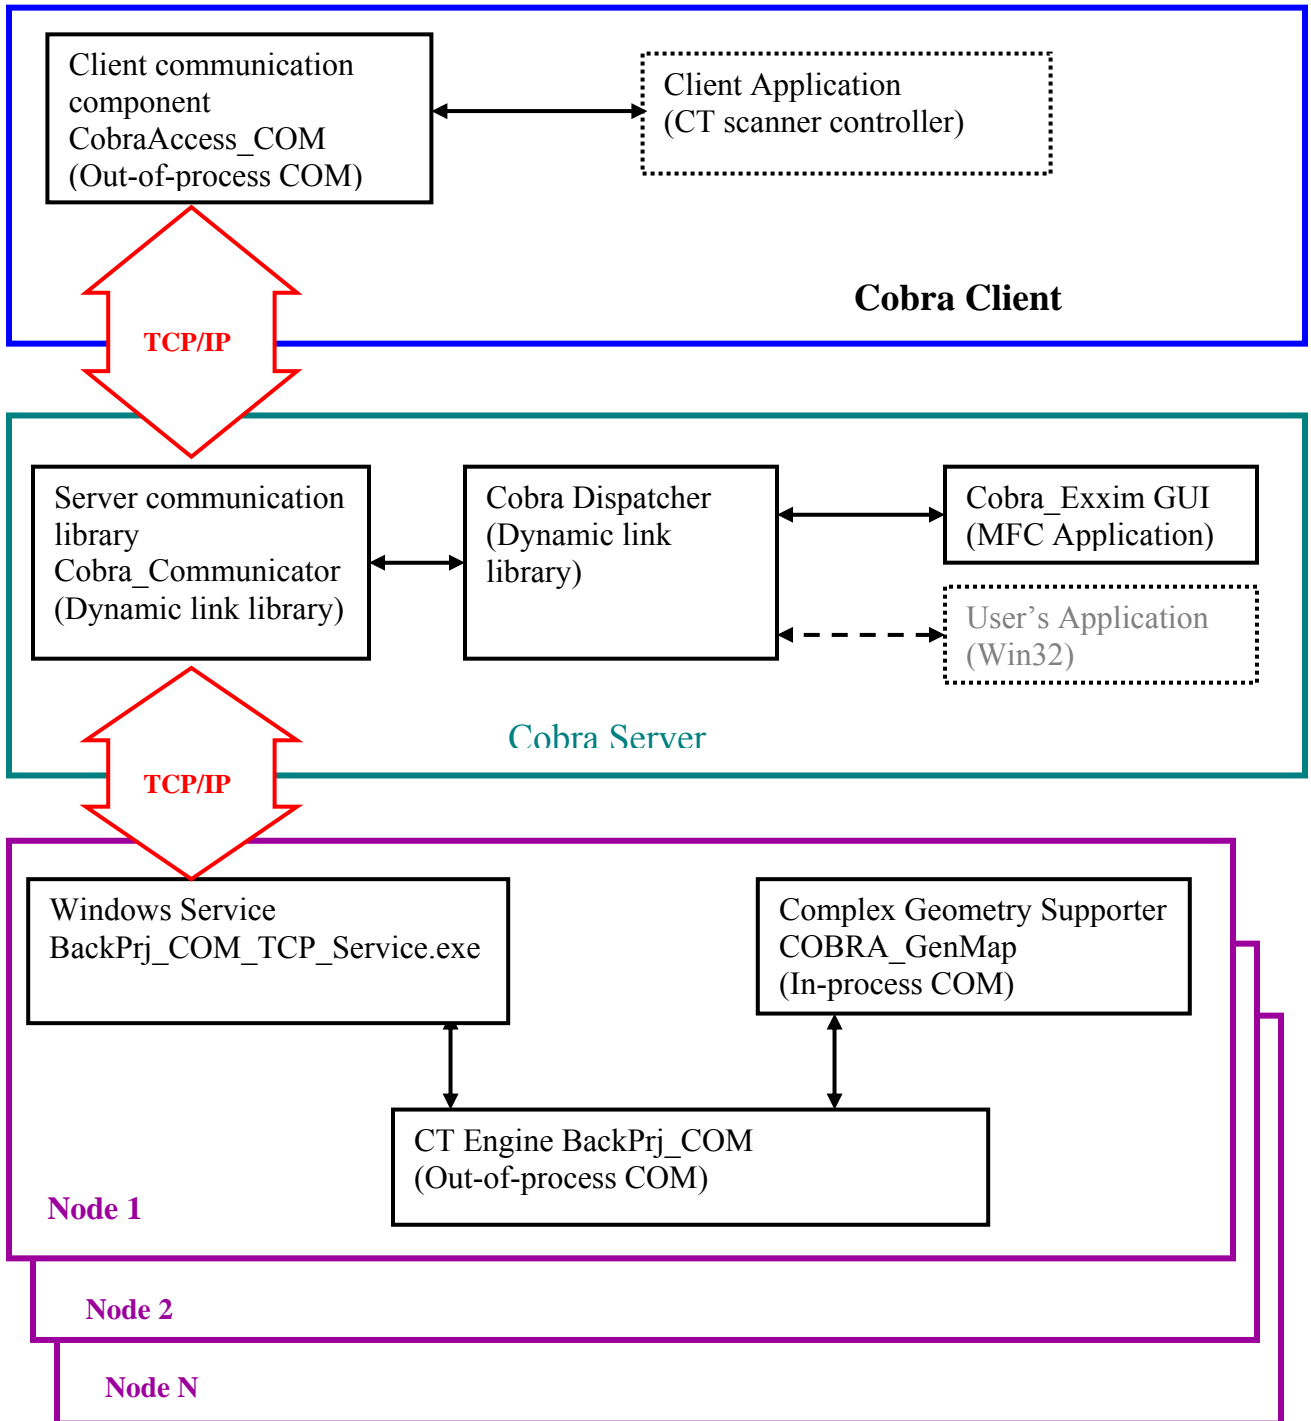 Client communication
component
CobraAccess_COM
(Out-of-process COM)
Client Application
(CT scanner controller)
Cobra Client
TCP/IP
Server communication
library
Cobra_Communicator
(Dynamic link library)
Cobra Dispatcher
(Dynamic link
library)
Cobra_Exxim GUI
(MFC Application)
User's Application
(Win32)
Cobra Server
TCP/IP
Windows Service
BackPrj_COM_TCP_Service.exe
Complex Geometry Supporter
COBRA_GenMap
(In-process COM)
CT Engine BackPrj_COM
(Out-of-process COM)
Node 1
Node 2
Node N